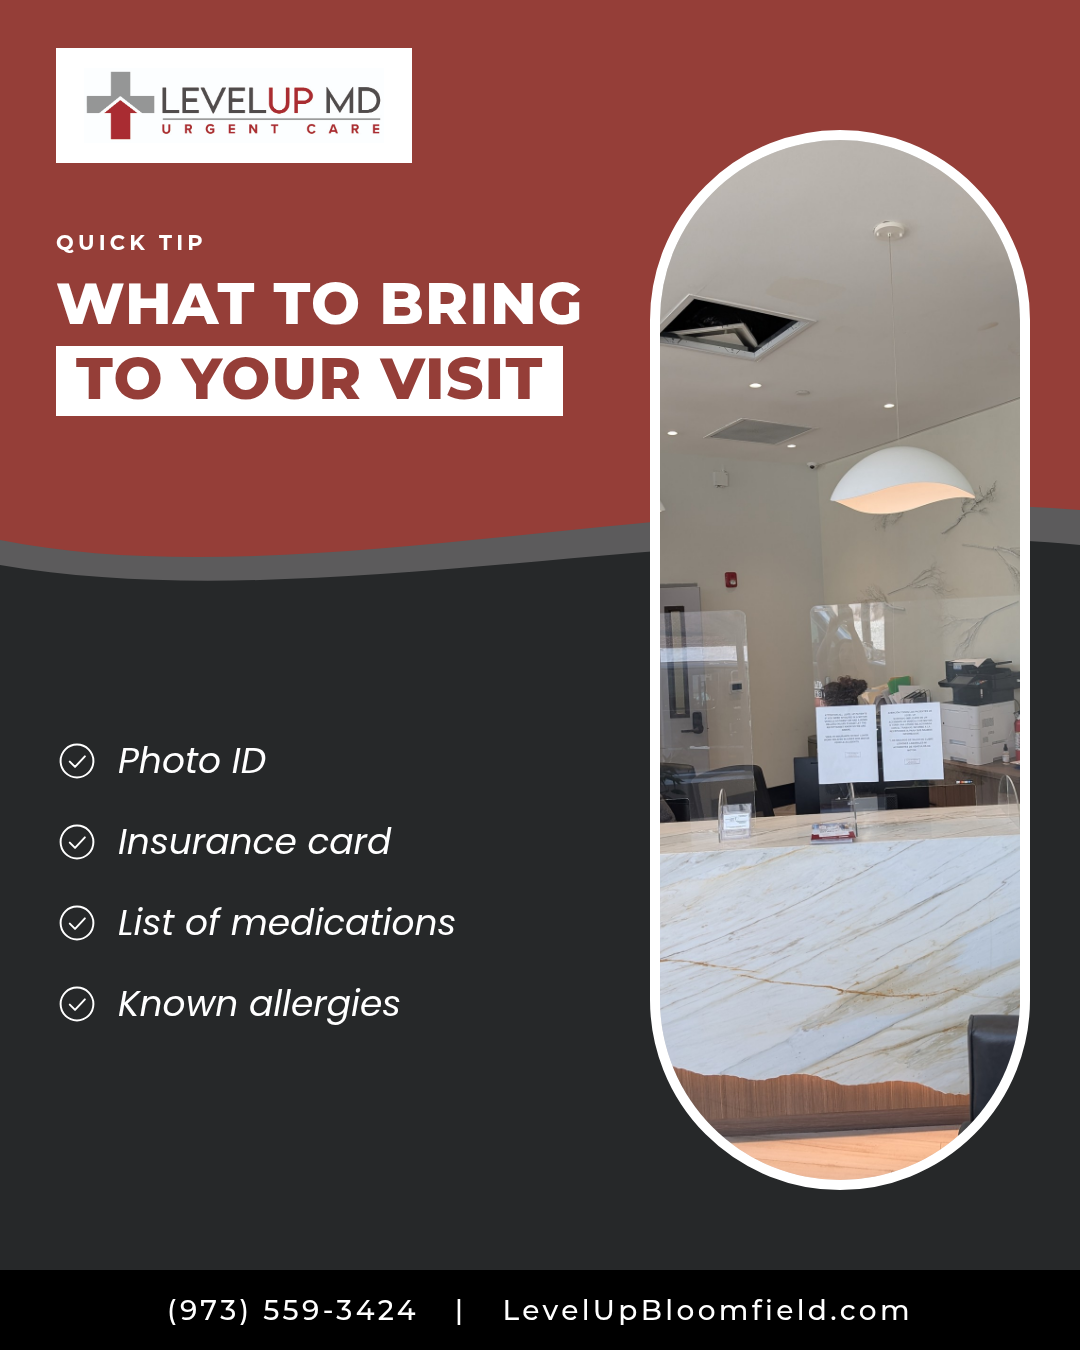 LEVELUP MD
URGENT CARE
QUICK TIP
WHAT TO BRING
TO YOUR VISIT
Photo ID
Insurance card
List of medications
Known allergies
(973) 559-3424 | LevelUpBloomfield.com